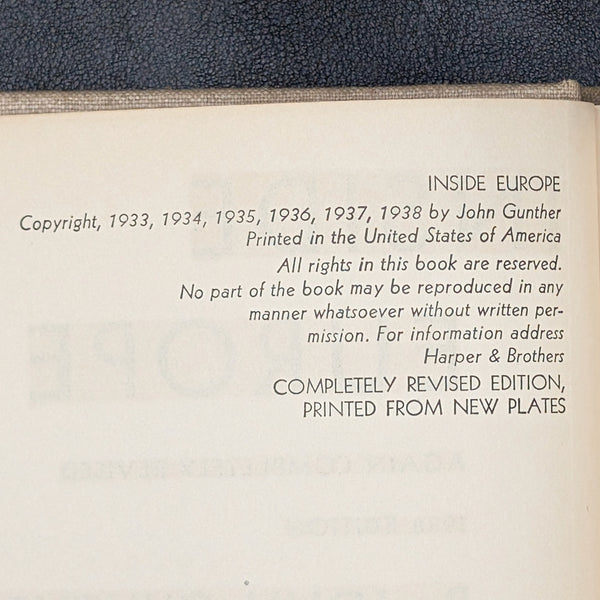 INSIDE EUROPE
Copyright, 1933, 1934, 1935, 1936, 1937, 1938 by John Gunther
Printed in the United States of America
All rights in this book are reserved.
No part of the book may be reproduced in any
manner whatsoever without written per-
mission. For information address
Harper & Brothers
COMPLETELY REVISED EDITION,
PRINTED FROM NEW PLATES